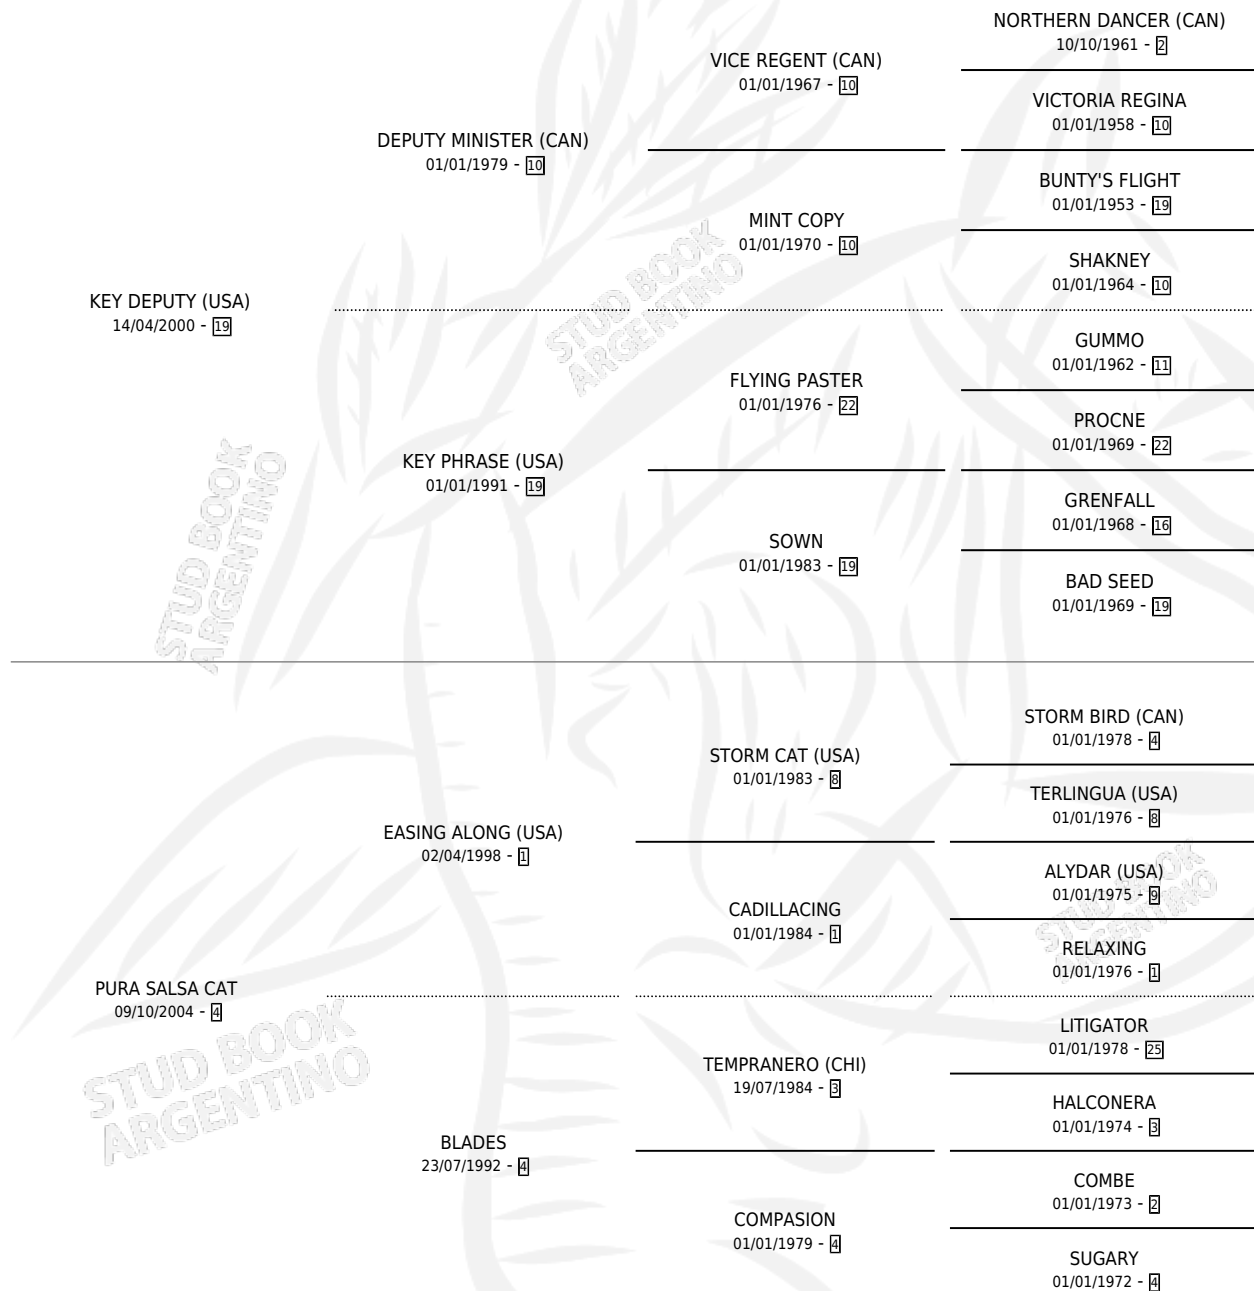 NORTHERN DANCER (CAN)
10/10/1961 - 2
VICE REGENT (CAN)
01/01/1967 - 10
VICTORIA REGINA
01/01/1958 - 10
DEPUTY MINISTER (CAN)
01/01/1979 - 10
BUNTY'S FLIGHT
01/01/1953 - 19
MINT COPY
01/01/1970 - 10
SHAKNEY
01/01/1964 - 10
KEY DEPUTY (USA)
14/04/2000 - 19
GUMMO
01/01/1962 - 11
FLYING PASTER
01/01/1976 - 22
PROCNE
01/01/1969 - 22
KEY PHRASE (USA)
01/01/1991 - 19
GRENFALL
01/01/1968 - 16
SOWN
01/01/1983 - 19
BAD SEED
01/01/1969 - 19
STUD BOOK
ARGENTINO
STUD BOOK
ARGENTINO
STORM BIRD (CAN)
01/01/1978 - 4
STORM CAT (USA)
01/01/1983 - 8
TERLINGUA (USA)
01/01/1976 - 8
EASING ALONG (USA)
02/04/1998 - 1
ALYDAR (USA)
01/01/1975 - 9
CADILLACING
01/01/1984 - 1
RELAXING
01/01/1976 - 1
PURA SALSA CAT
09/10/2004 - 4
LITIGATOR
01/01/1978 - 25
TEMPRANERO (CHI)
19/07/1984 - 3
HALCONERA
01/01/1974 - 3
BLADES
23/07/1992 - 4
COMBE
01/01/1973 - 2
COMPASION
01/01/1979 - 4
SUGARY
01/01/1972 - 4
STUD BOOK
ARGENTINO
STUD BOOK
ARGENTINO